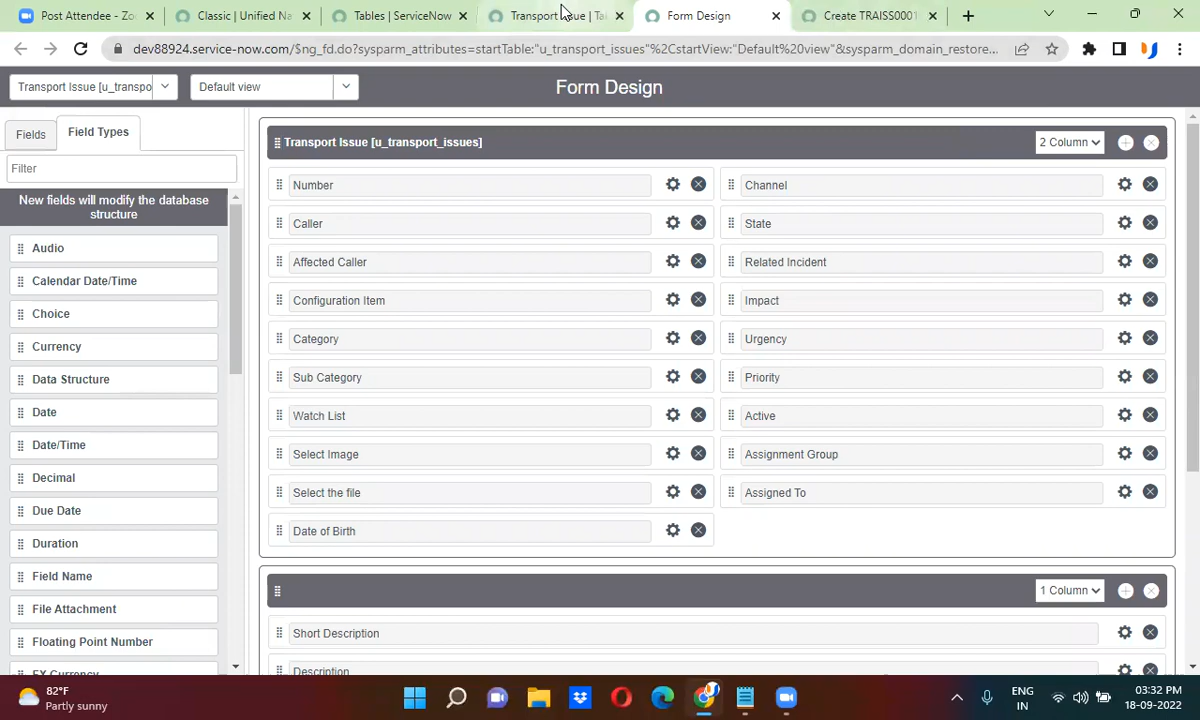 Post Attendee - Zo
Classic | Unified Na
Tables | ServiceNow
Transport Issue | Ta
Form Design
Create TRAISS0001
dev88924.service-now.com/$ng_fd.do?sysparm_attributes=startTable:"u_transport_issues"%2CstartView:"Default%20view"&sysparm_domain_restore...
Transport Issue [u_transpo
Default view
Form Design
Fields
Field Types
Filter
New fields will modify the database
structure
Audio
Calendar Date/Time
Choice
Currency
Data Structure
Date
Date/Time
Decimal
Due Date
Duration
Field Name
File Attachment
Floating Point Number
FX Currency
Transport Issue [u_transport_issues]
2 Column
Number
Channel
Caller
State
Affected Caller
Related Incident
Configuration Item
Impact
Category
Urgency
Sub Category
Priority
Watch List
Active
Select Image
Assignment Group
Select the file
Assigned To
Date of Birth
1 Column
Short Description
Description
82°F
Partly sunny
ENG
IN
03:32 PM
18-09-2022